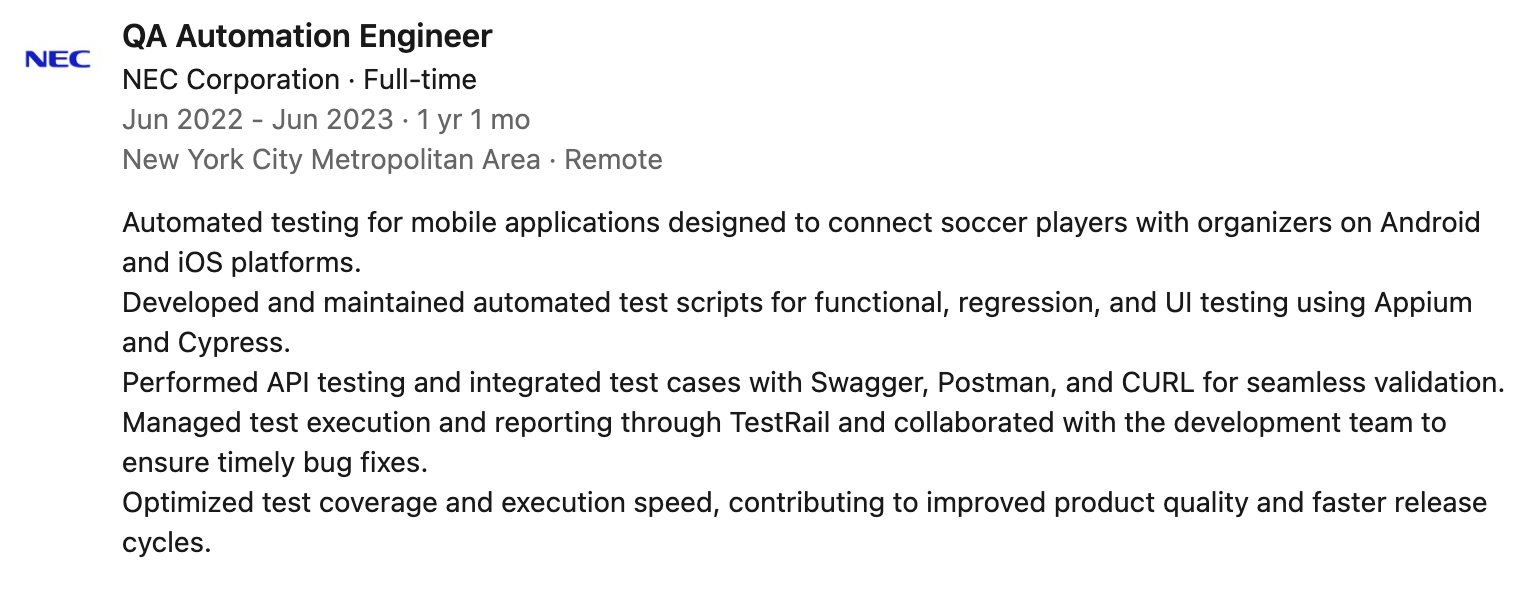 NEC
QA Automation Engineer
NEC Corporation · Full-time
Jun 2022 - Jun 2023 · 1 yr 1 mo
New York City Metropolitan Area · Remote
Automated testing for mobile applications designed to connect soccer players with organizers on Android
and iOS platforms.
Developed and maintained automated test scripts for functional, regression, and UI testing using Appium
and Cypress.
Performed API testing and integrated test cases with Swagger, Postman, and CURL for seamless validation.
Managed test execution and reporting through TestRail and collaborated with the development team to
ensure timely bug fixes.
Optimized test coverage and execution speed, contributing to improved product quality and faster release
cycles.